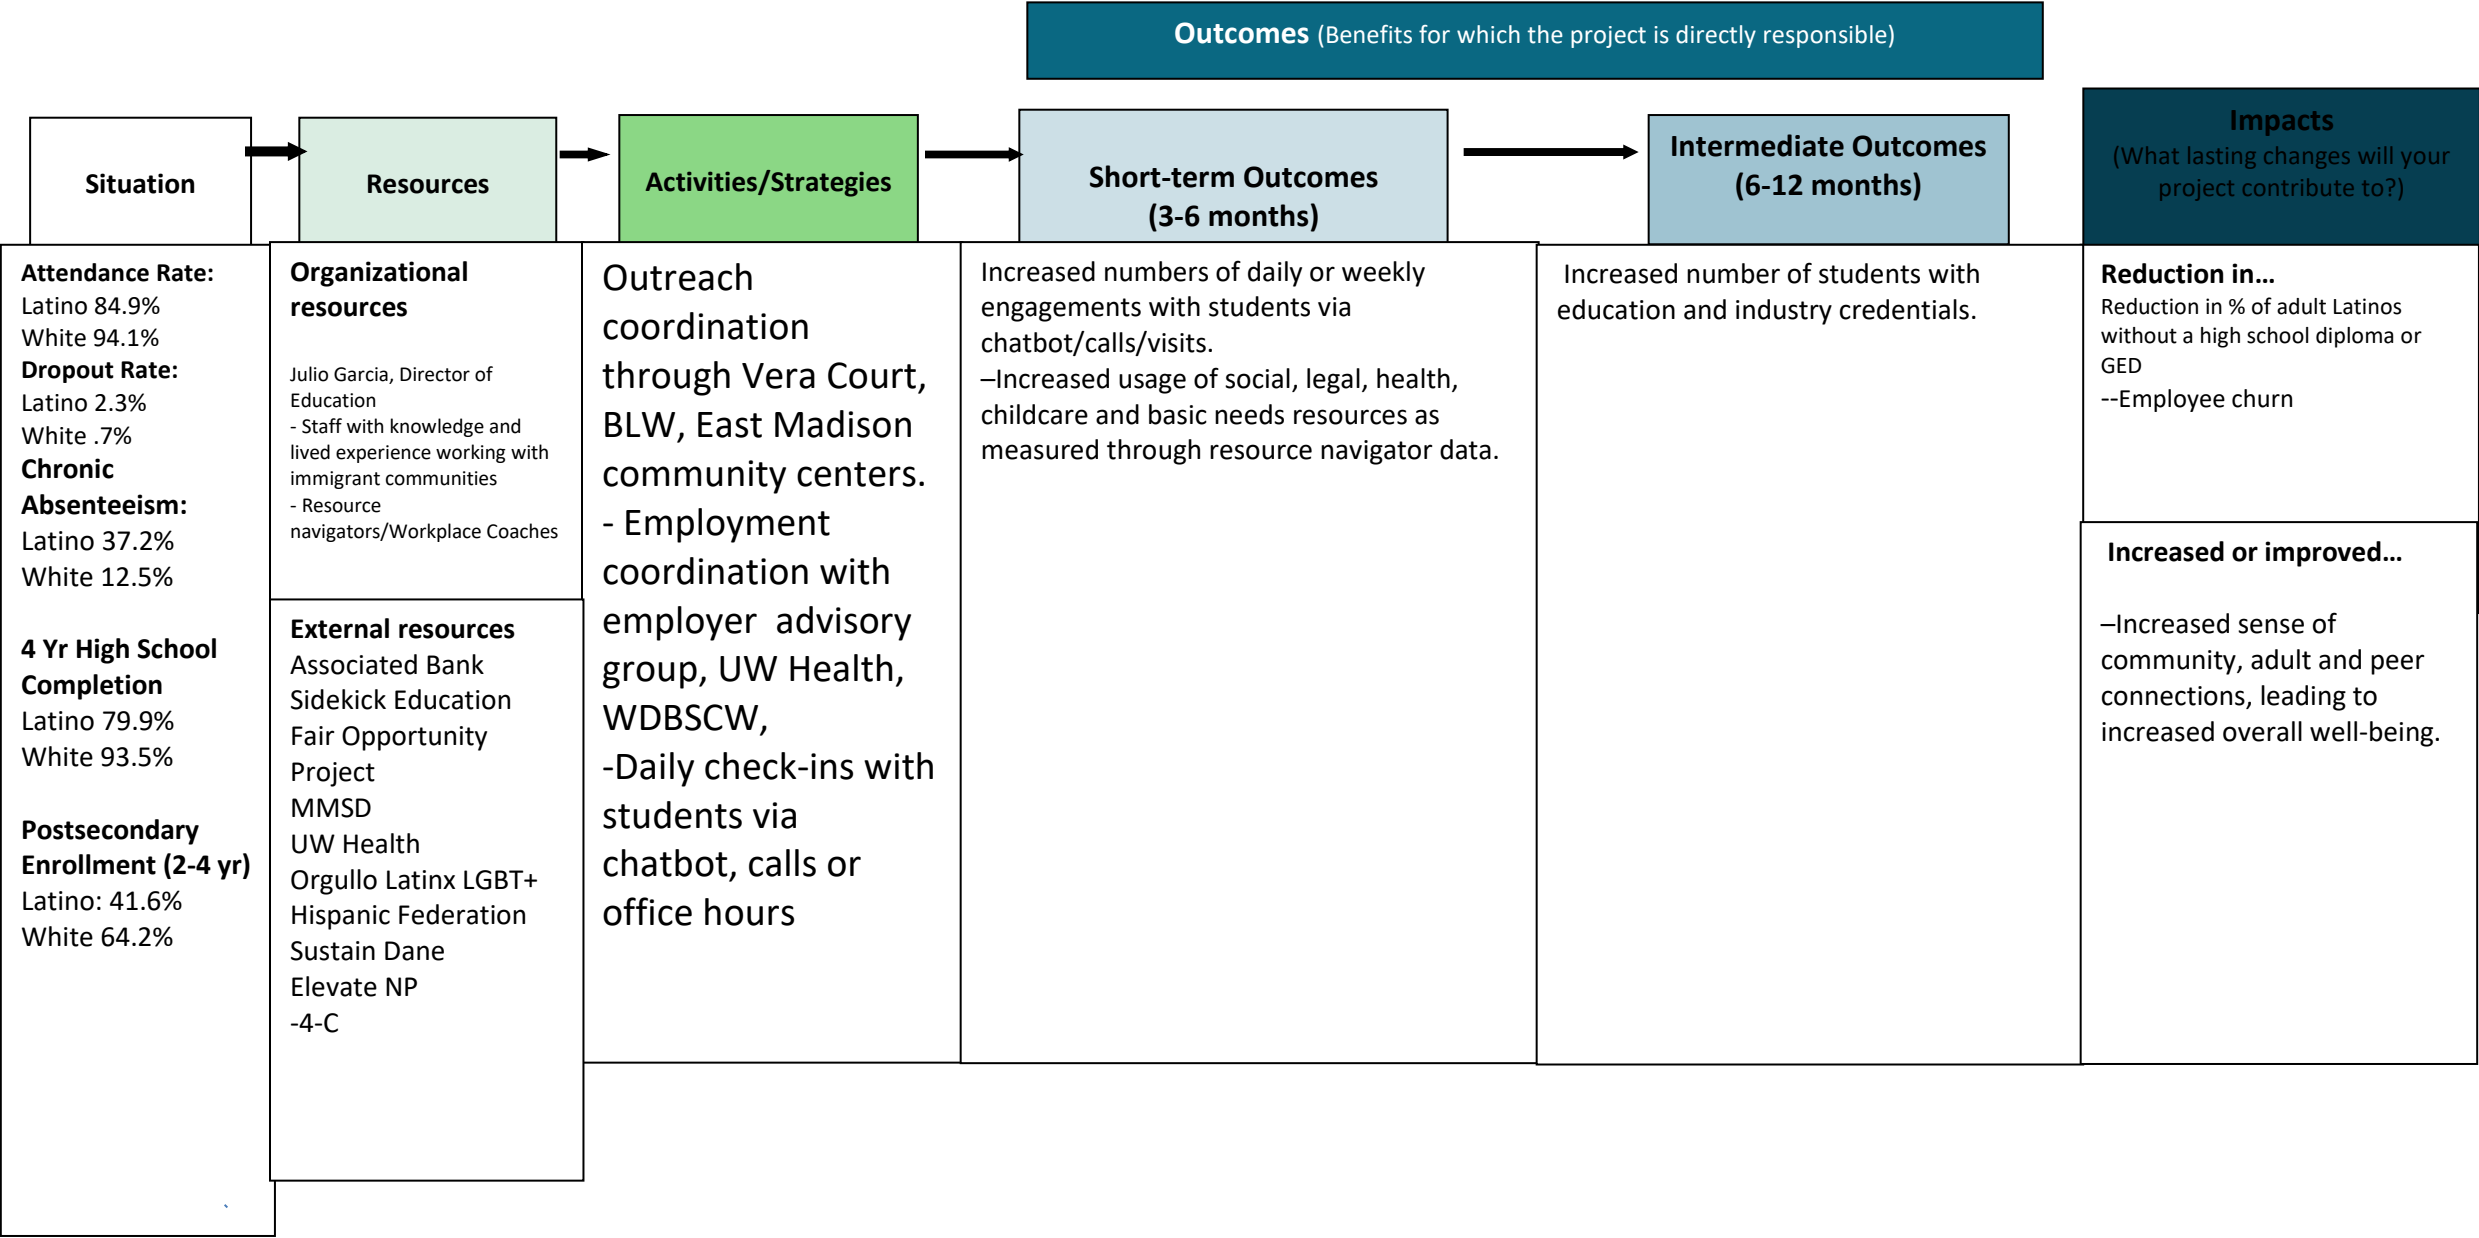 Outcomes (Benefits for which the project is directly responsible)
Situation
Resources
Activities/Strategies
Short-term Outcomes
(3-6 months)
Intermediate Outcomes
(6-12 months)
Impacts
(What lasting changes will your
project contribute to?)
Attendance Rate:
Latino 84.9%
White 94.1%
Dropout Rate:
Latino 2.3%
White .7%
Chronic
Absenteeism:
Latino 37.2%
White 12.5%
4 Yr High School
Completion
Latino 79.9%
White 93.5%
Postsecondary
Enrollment (2-4 yr)
Latino: 41.6%
White 64.2%
Organizational
resources
Julio Garcia, Director of
Education
- Staff with knowledge and
lived experience working with
immigrant communities
- Resource
navigators/Workplace Coaches
External resources
Associated Bank
Sidekick Education
Fair Opportunity
Project
MMSD
UW Health
Orgullo Latinx LGBT+
Hispanic Federation
Sustain Dane
Elevate NP
-4-C
Outreach
coordination
through Vera Court,
BLW, East Madison
community centers.
- Employment
coordination with
employer  advisory
group, UW Health,
WDBSCW,
-Daily check-ins with
students via
chatbot, calls or
office hours
Increased numbers of daily or weekly
engagements with students via
chatbot/calls/visits.
–Increased usage of social, legal, health,
childcare and basic needs resources as
measured through resource navigator data.
Increased number of students with
education and industry credentials.
Reduction in…
Reduction in % of adult Latinos
without a high school diploma or
GED
--Employee churn
Increased or improved…
–Increased sense of
community, adult and peer
connections, leading to
increased overall well-being.